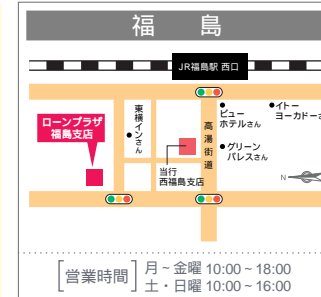 福島
JR福島駅 西口
ローンプラザ
福島支店
東横インさん
ビュー
ホテルさん
イトー
ヨーカドーさ
高湯街道
グリーン
パレスさん
当行
西福島支店
N
営業時間
月~金曜 10:00~18:00
土・日曜 10:00~16:00